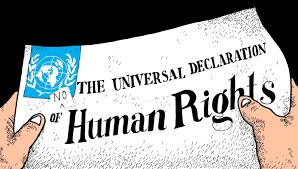 THE UNIVERSAL DECLARATION
NO
OF Human Rights